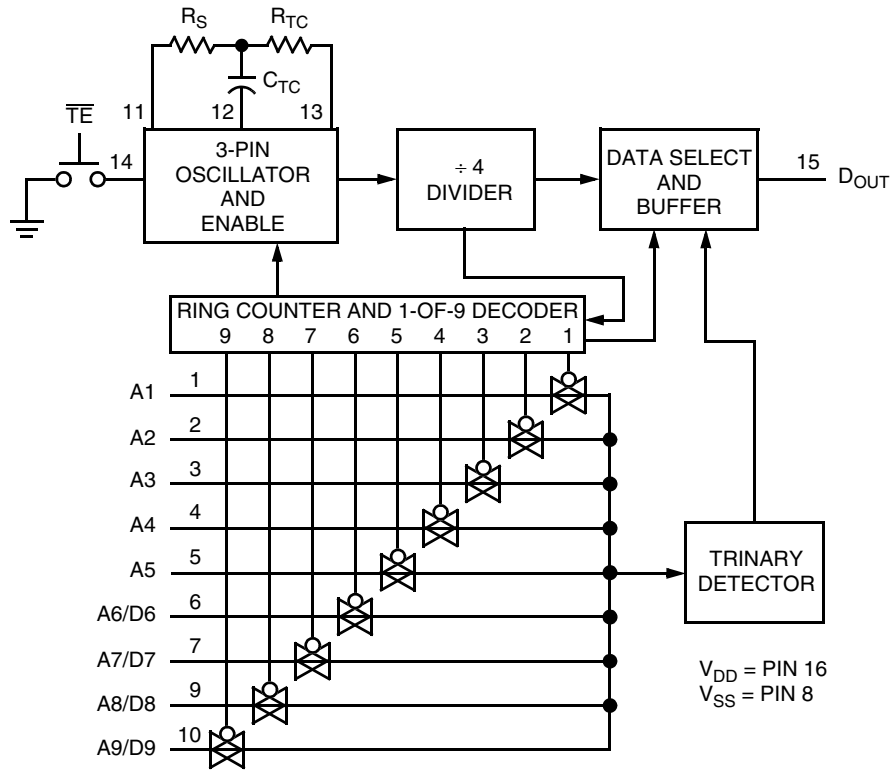 RS RTC
CTC
TE
11 12 13
14
3-PIN
OSCILLATOR
AND
ENABLE
÷ 4
DIVIDER
DATA SELECT
AND
BUFFER
15
DOUT
RING COUNTER AND 1-OF-9 DECODER
9 8 7 6 5 4 3 2 1
A1 1
A2 2
A3 3
A4 4
A5 5
A6/D6 6
A7/D7 7
A8/D8 9
A9/D9 10
TRINARY
DETECTOR
VDD = PIN 16
VSS = PIN 8